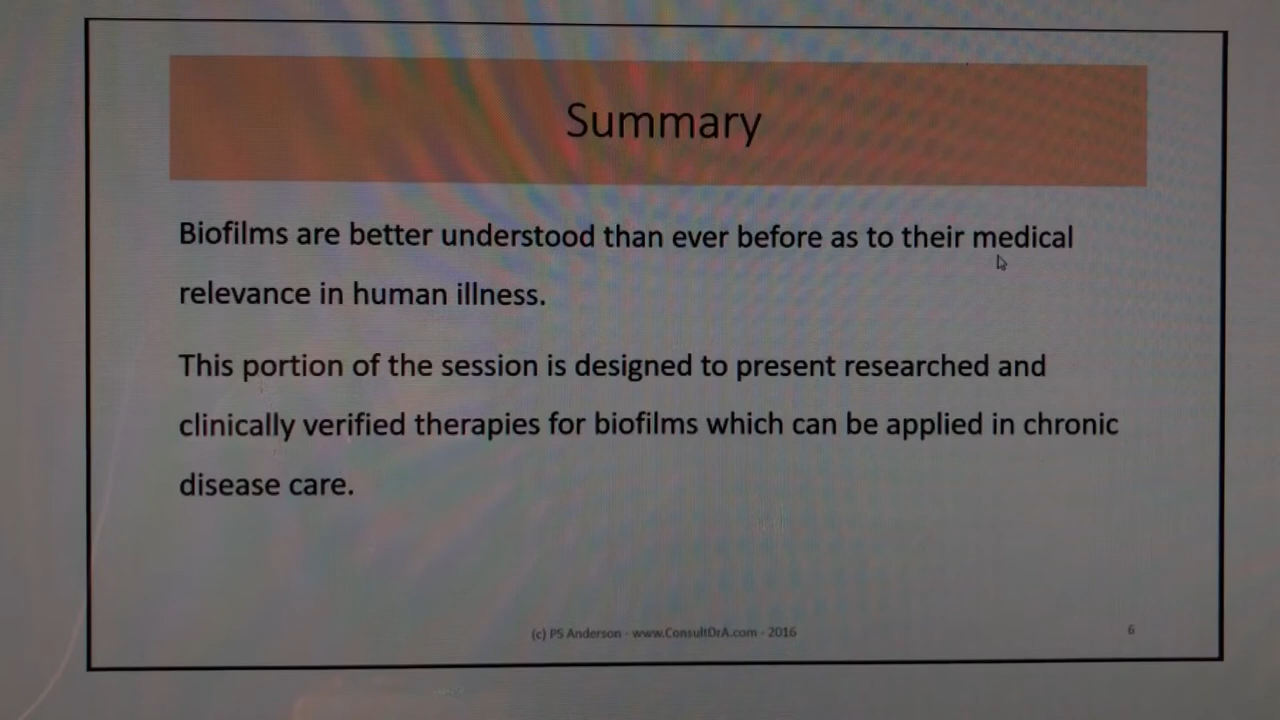 Summary
Biofilms are better understood than ever before as to their medical
relevance in human illness.
This portion of the session is designed to present researched and
clinically verified therapies for biofilms which can be applied in chronic
disease care.
(c) PS Anderson - www.ConsultDrA.com - 2016
6